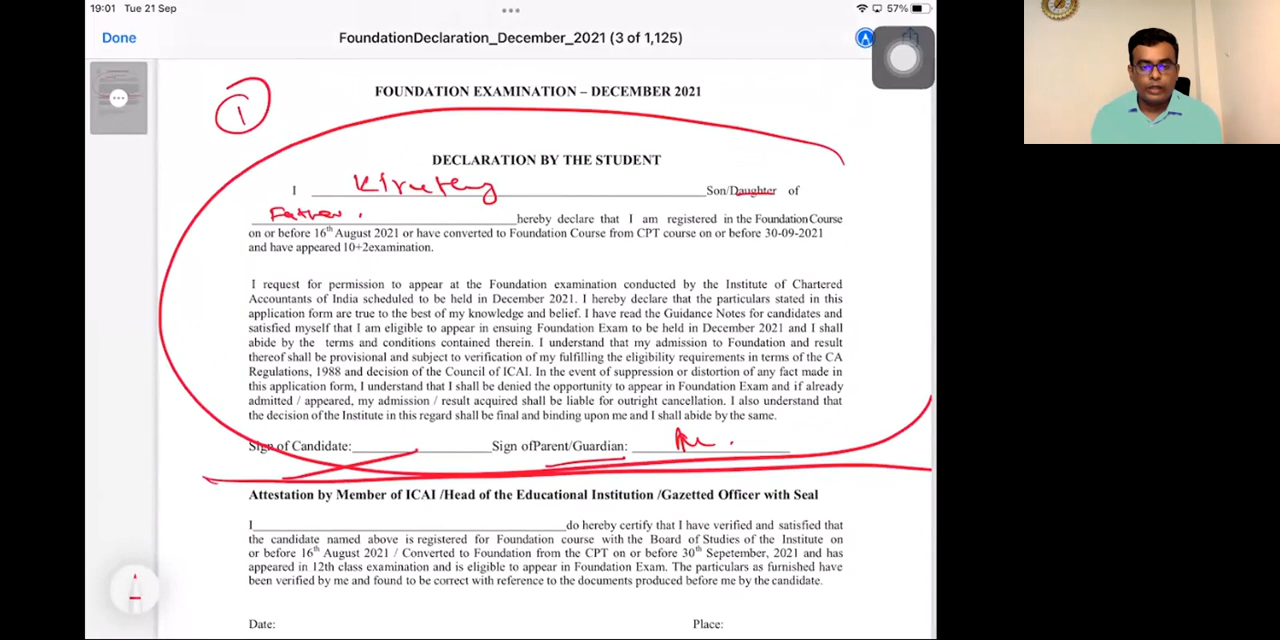 19:01 Tue 21 Sep
57%
Done
FoundationDeclaration_December_2021 (3 of 1,125)
1
FOUNDATION EXAMINATION – DECEMBER 2021
DECLARATION BY THE STUDENT
I ________ Son/Daughter of
Father. ________ hereby declare that I am registered in the Foundation Course
on or before 16th August 2021 or have converted to Foundation Course from CPT course on or before 30-09-2021
and have appeared 10+2examination.
I request for permission to appear at the Foundation examination conducted by the Institute of Chartered
Accountants of India scheduled to be held in December 2021. I hereby declare that the particulars stated in this
application form are true to the best of my knowledge and belief. I have read the Guidance Notes for candidates and
satisfied myself that I am eligible to appear in ensuing Foundation Exam to be held in December 2021 and I shall
abide by the terms and conditions contained therein. I understand that my admission to Foundation and result
thereof shall be provisional and subject to verification of my fulfilling the eligibility requirements in terms of the CA
Regulations, 1988 and decision of the Council of ICAI. In the event of suppression or distortion of any fact made in
this application form, I understand that I shall be denied the opportunity to appear in Foundation Exam and if already
admitted / appeared, my admission / result acquired shall be liable for outright cancellation. I also understand that
the decision of the Institute in this regard shall be final and binding upon me and I shall abide by the same.
Sign of Candidate:________ Sign ofParent/Guardian: ________
Attestation by Member of ICAI /Head of the Educational Institution /Gazetted Officer with Seal
I________do hereby certify that I have verified and satisfied that
the candidate named above is registered for Foundation course with the Board of Studies of the Institute on
or before 16th August 2021 / Converted to Foundation from the CPT on or before 30th Sepetember, 2021 and has
appeared in 12th class examination and is eligible to appear in Foundation Exam. The particulars as furnished have
been verified by me and found to be correct with reference to the documents produced before me by the candidate.
Date: Place: